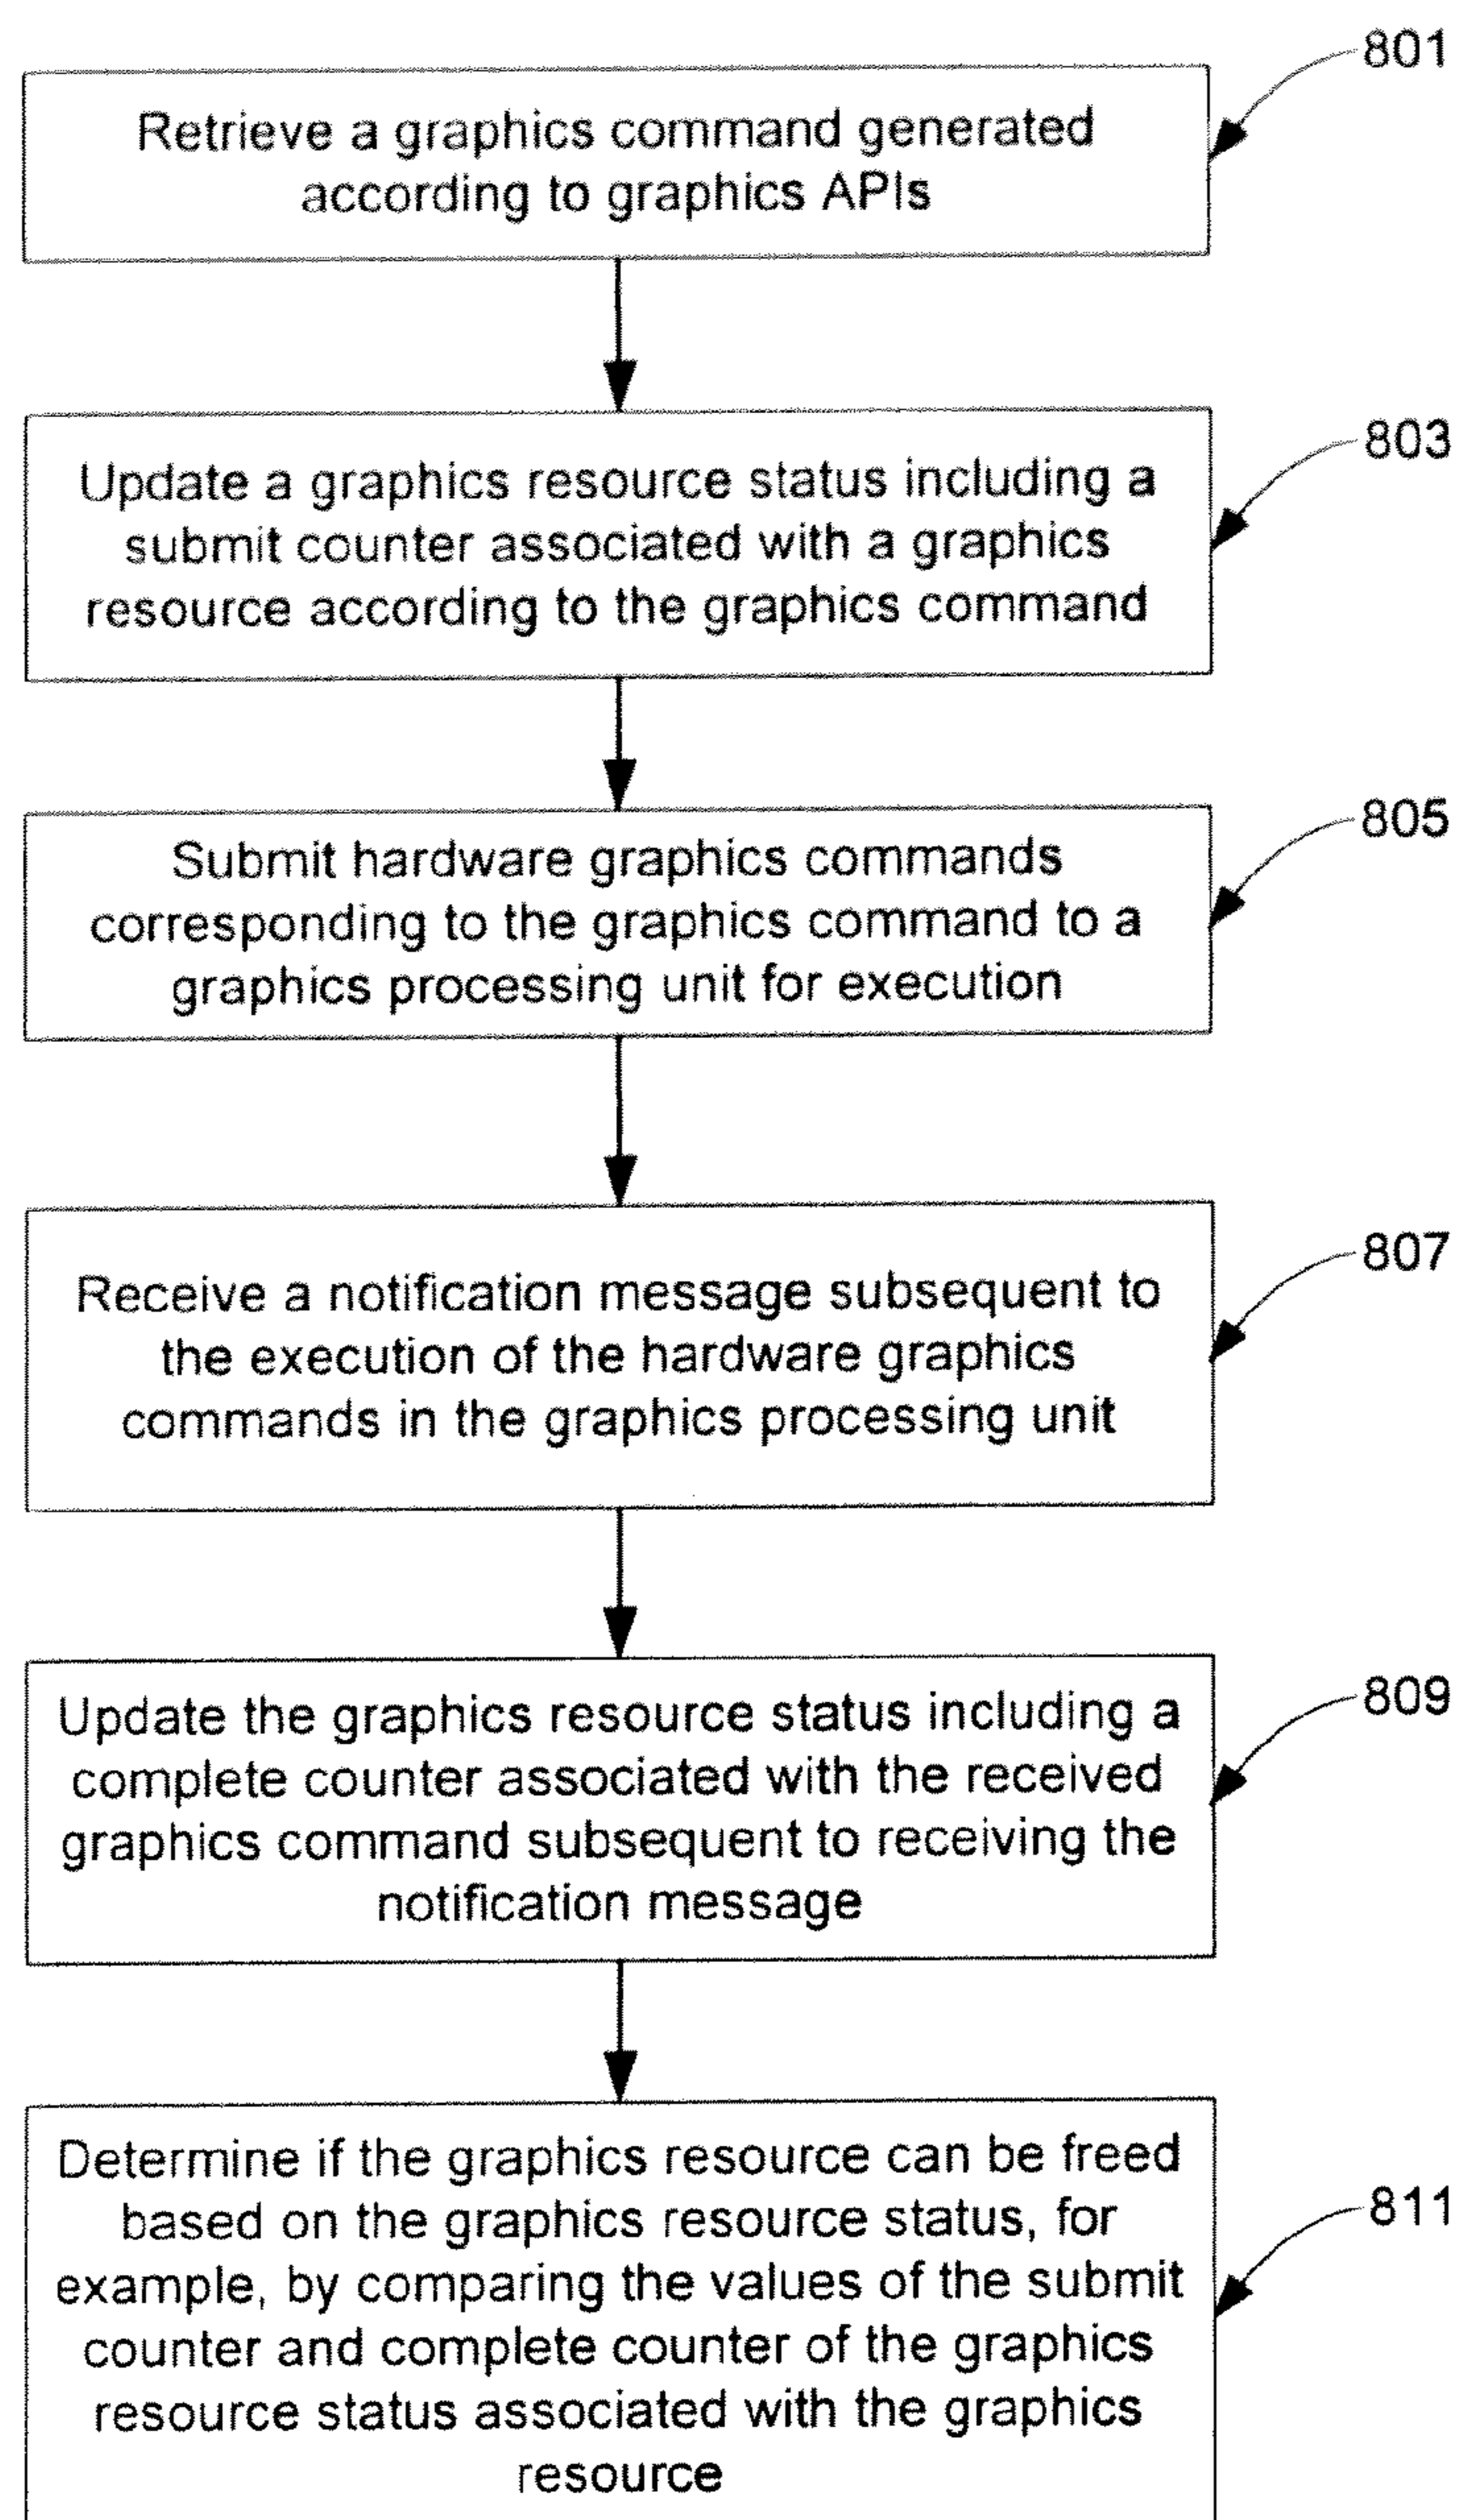 801
Retrieve a graphics command generated
according to graphics APIs
803
Update a graphics resource status including a
submit counter associated with a graphics
resource according to the graphics command
805
Submit hardware graphics commands
corresponding to the graphics command to a
graphics processing unit for execution
807
Receive a notification message subsequent to
the execution of the hardware graphics
commands in the graphics processing unit
809
Update the graphics resource status including a
complete counter associated with the received
graphics command subsequent to receiving the
notification message
811
Determine if the graphics resource can be freed
based on the graphics resource status, for
example, by comparing the values of the submit
counter and complete counter of the graphics
resource status associated with the graphics
resource